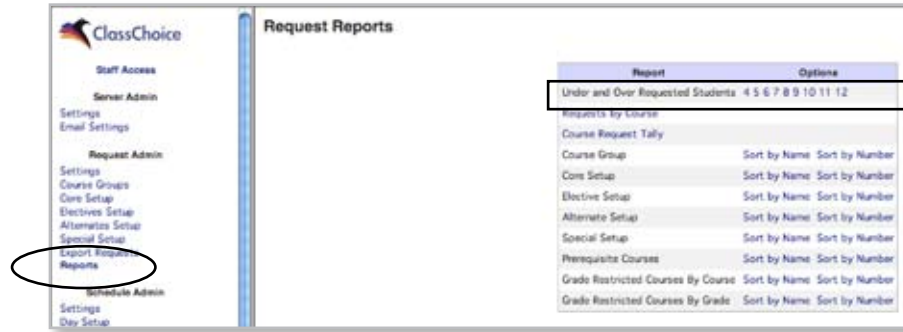 ClassChoice
Staff Access
Server Admin
Settings
Email Settings
Request Admin
Settings
Course Groups
Core Setup
Electives Setup
Alternates Setup
Special Setup
Export Requests
Reports
Schedule Admin
Settings
Day Setup
Request Reports
Report Options
Under and Over Requested Students 4 5 6 7 8 9 10 11 12
Requests by Course
Course Request Tally
Course Group Sort by Name Sort by Number
Core Setup Sort by Name Sort by Number
Elective Setup Sort by Name Sort by Number
Alternate Setup Sort by Name Sort by Number
Special Setup Sort by Name Sort by Number
Prerequisite Courses Sort by Name Sort by Number
Grade Restricted Courses By Course Sort by Name Sort by Number
Grade Restricted Courses By Grade Sort by Name Sort by Number